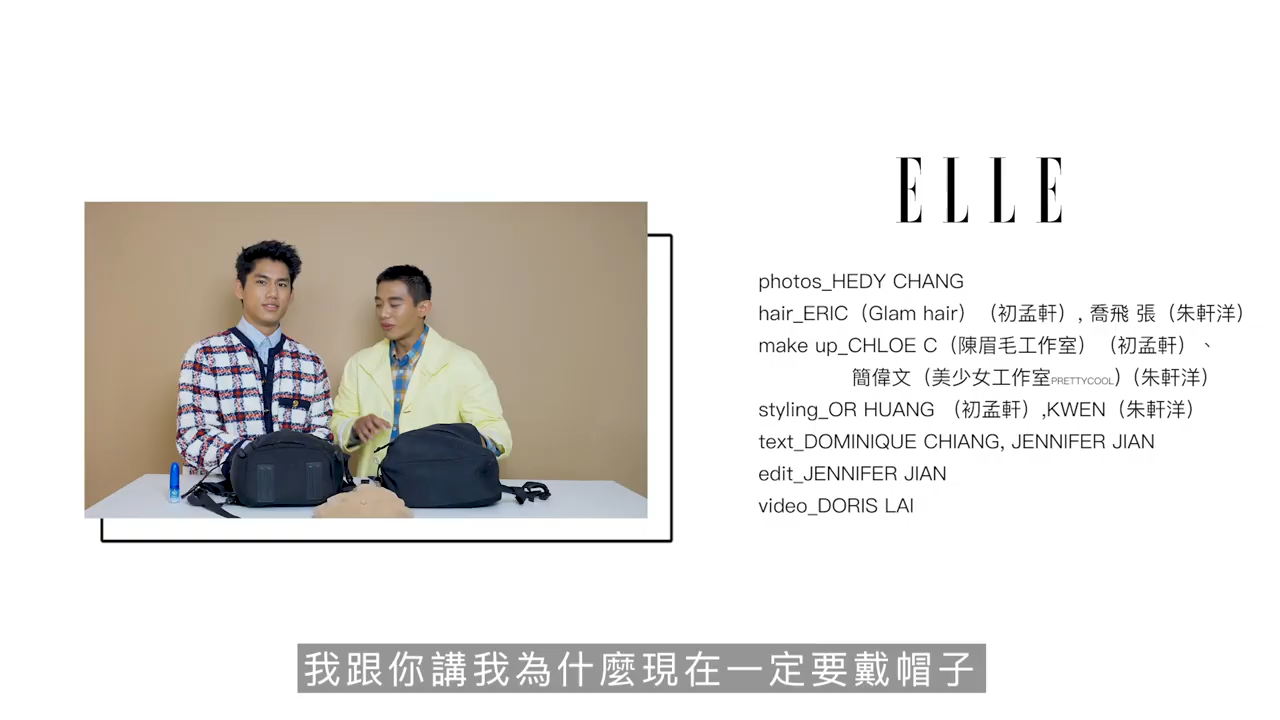 ELLE
photos_HEDY CHANG
hair_ERIC（Glam hair）（初孟軒）, 喬飛 張（朱軒洋）
make up_CHLOE C（陳眉毛工作室）（初孟軒）、
簡偉文（美少女工作室PRETTYCOOL)（朱軒洋）
styling_OR HUANG （初孟軒）,KWEN（朱軒洋）
text_DOMINIQUE CHIANG, JENNIFER JIAN
edit_JENNIFER JIAN
video_DORIS LAI
我跟你講我為什麼現在一定要戴帽子